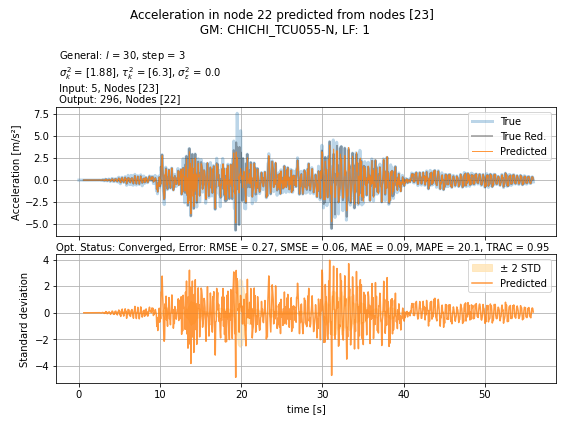 Acceleration in node 22 predicted from nodes [23]
GM: CHICHI_TCU055-N, LF: 1
General: l = 30, step = 3
σ²ₖ = [1.88], τ²ₖ = [6.3], σ²ε = 0.0
Input: 5, Nodes [23]
Output: 296, Nodes [22]
Acceleration [m/s²]
7.5
5.0
2.5
0.0
−2.5
−5.0
True
True Red.
Predicted
Opt. Status: Converged, Error: RMSE = 0.27, SMSE = 0.06, MAE = 0.09, MAPE = 20.1, TRAC = 0.95
Standard deviation
4
2
0
−2
−4
± 2 STD
Predicted
0 10 20 30 40 50
time [s]